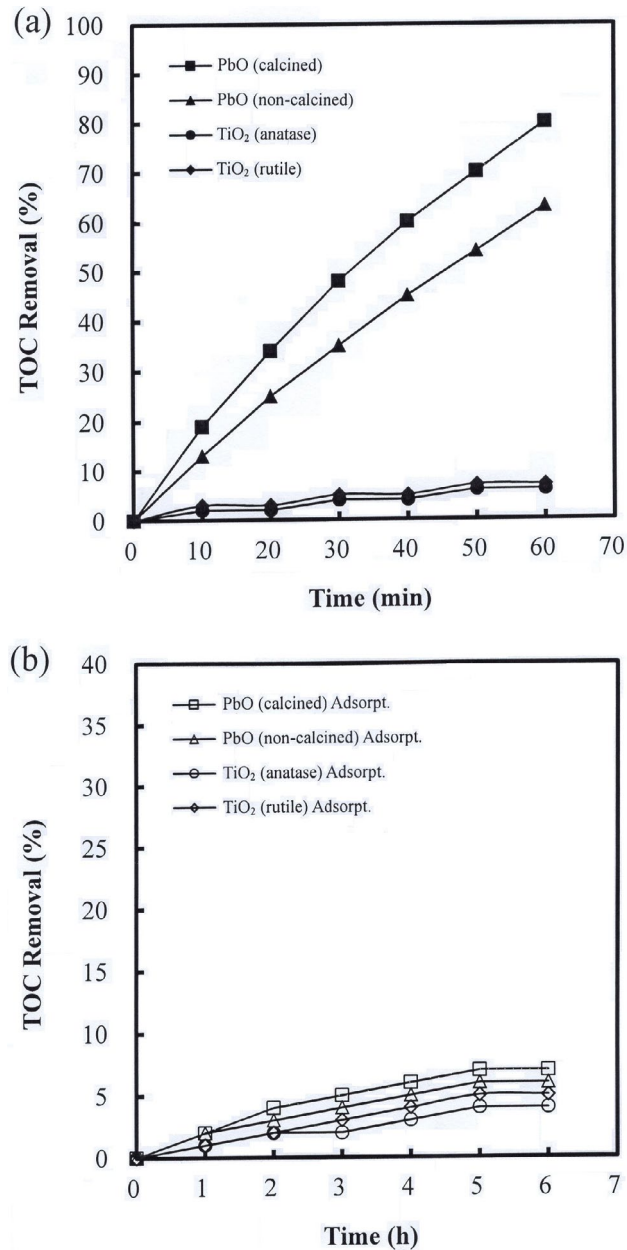 (a)
100
90
80
70
60
50
40
30
20
10
0
TOC Removal (%)
PbO (calcined)
PbO (non-calcined)
TiO₂ (anatase)
TiO₂ (rutile)
0 10 20 30 40 50 60 70
Time (min)
(b)
40
35
30
25
20
15
10
5
0
TOC Removal (%)
PbO (calcined) Adsorpt.
PbO (non-calcined) Adsorpt.
TiO₂ (anatase) Adsorpt.
TiO₂ (rutile) Adsorpt.
0 1 2 3 4 5 6 7
Time (h)